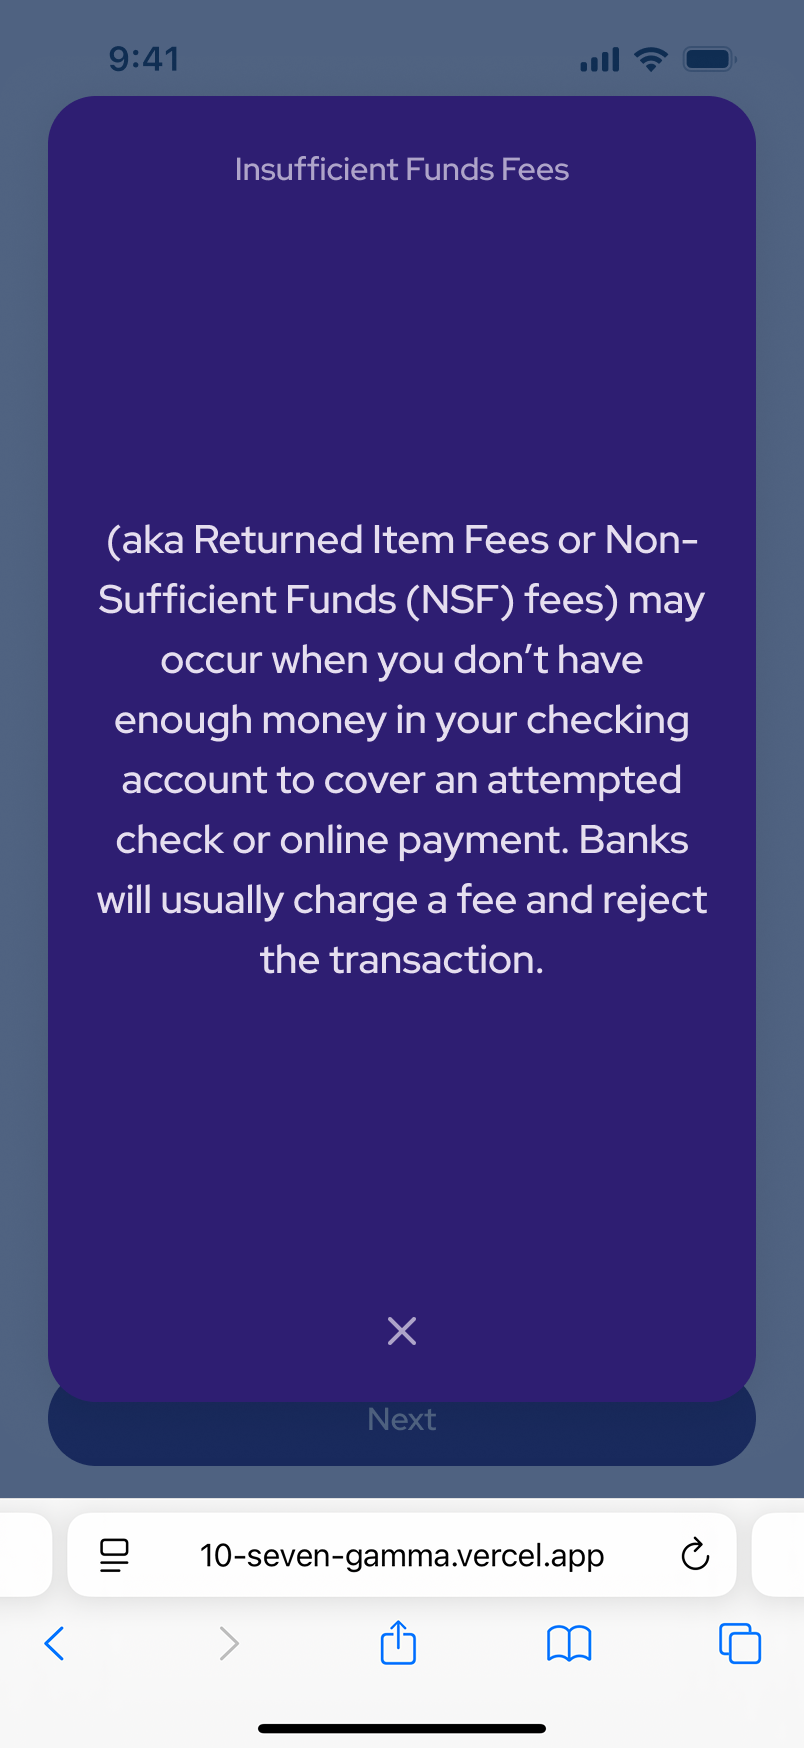 9:41
Insufficient Funds Fees
(aka Returned Item Fees or Non-
Sufficient Funds (NSF) fees) may
occur when you don’t have
enough money in your checking
account to cover an attempted
check or online payment. Banks
will usually charge a fee and reject
the transaction.
Next
10-seven-gamma.vercel.app